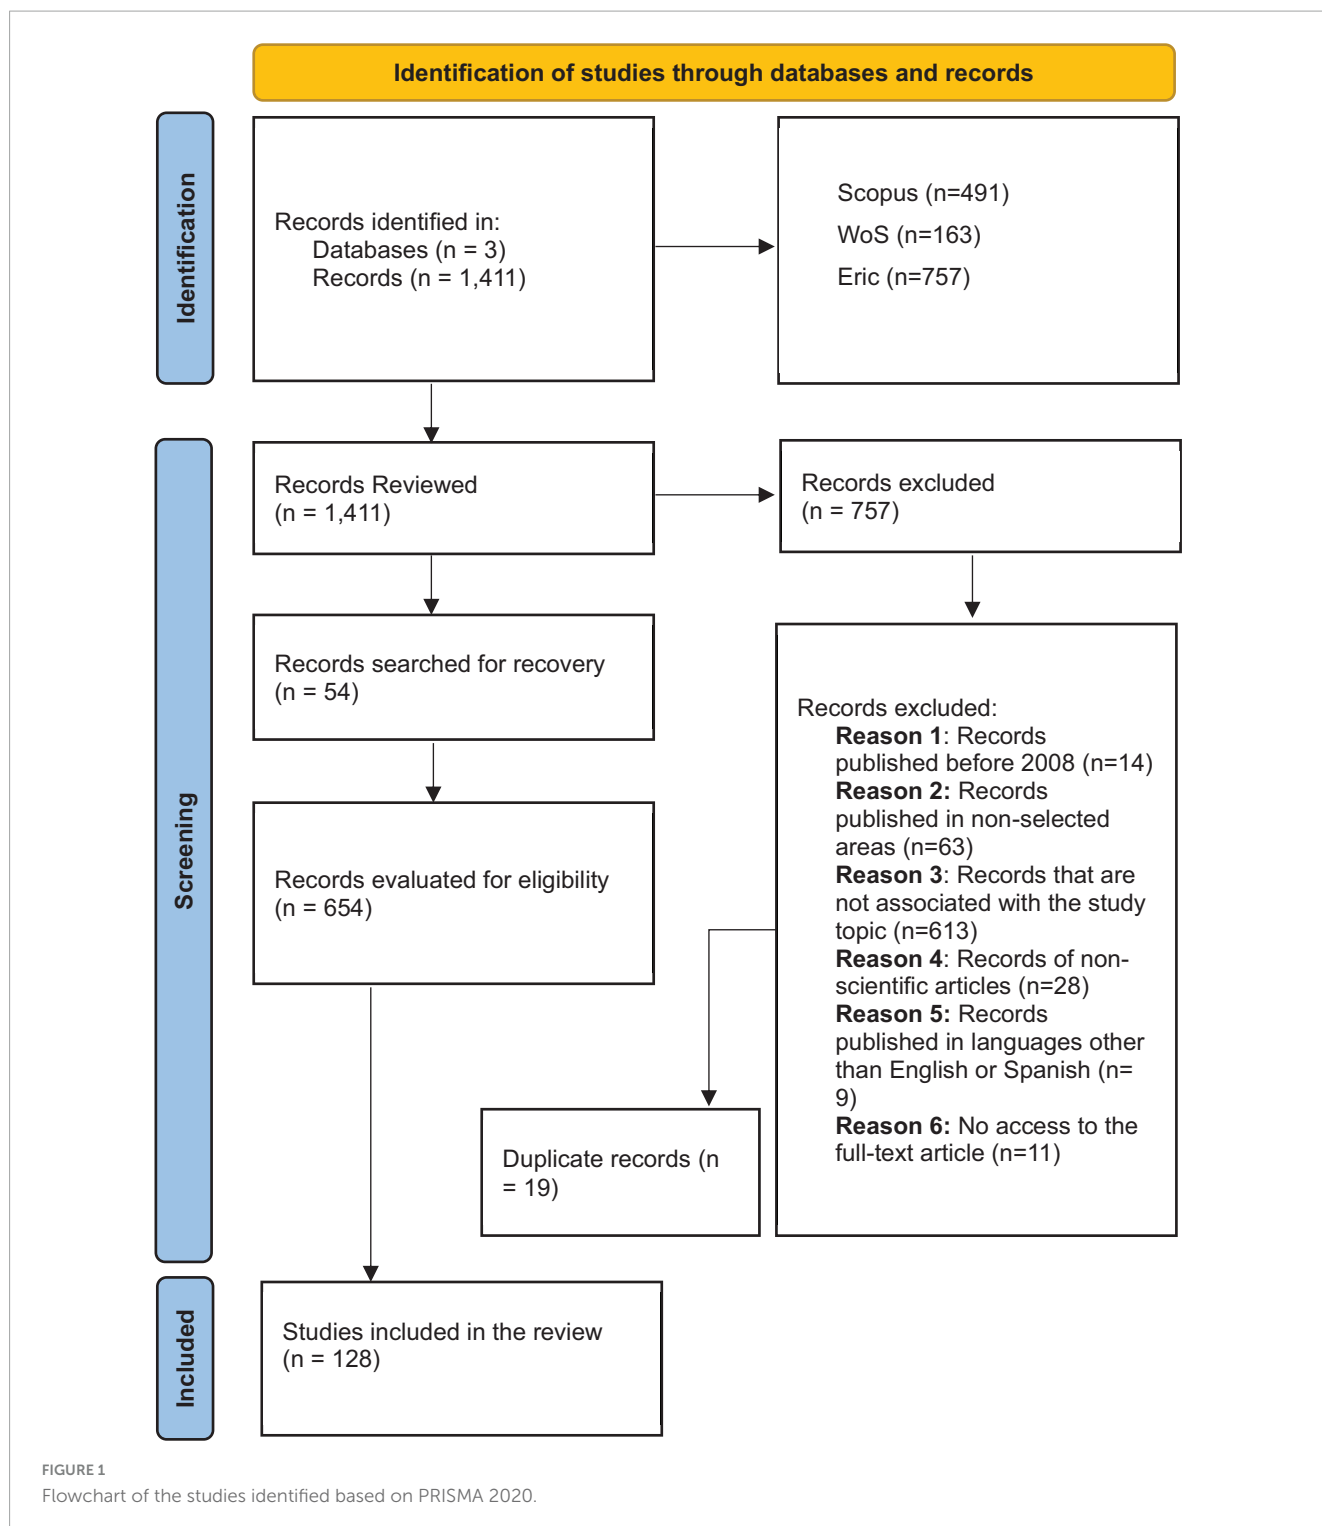 Identification of studies through databases and records
Identification
Records identified in:
Databases (n = 3)
Records (n = 1,411)
Scopus (n=491)
WoS (n=163)
Eric (n=757)
Screening
Records Reviewed
(n = 1,411)
Records excluded
(n = 757)
Records searched for recovery
(n = 54)
Records evaluated for eligibility
(n = 654)
Records excluded:
Reason 1: Records
published before 2008 (n=14)
Reason 2: Records
published in non-selected
areas (n=63)
Reason 3: Records that are
not associated with the study
topic (n=613)
Reason 4: Records of non-
scientific articles (n=28)
Reason 5: Records
published in languages other
than English or Spanish (n=
9)
Reason 6: No access to the
full-text article (n=11)
Duplicate records (n
= 19)
Included
Studies included in the review
(n = 128)
FIGURE 1
Flowchart of the studies identified based on PRISMA 2020.